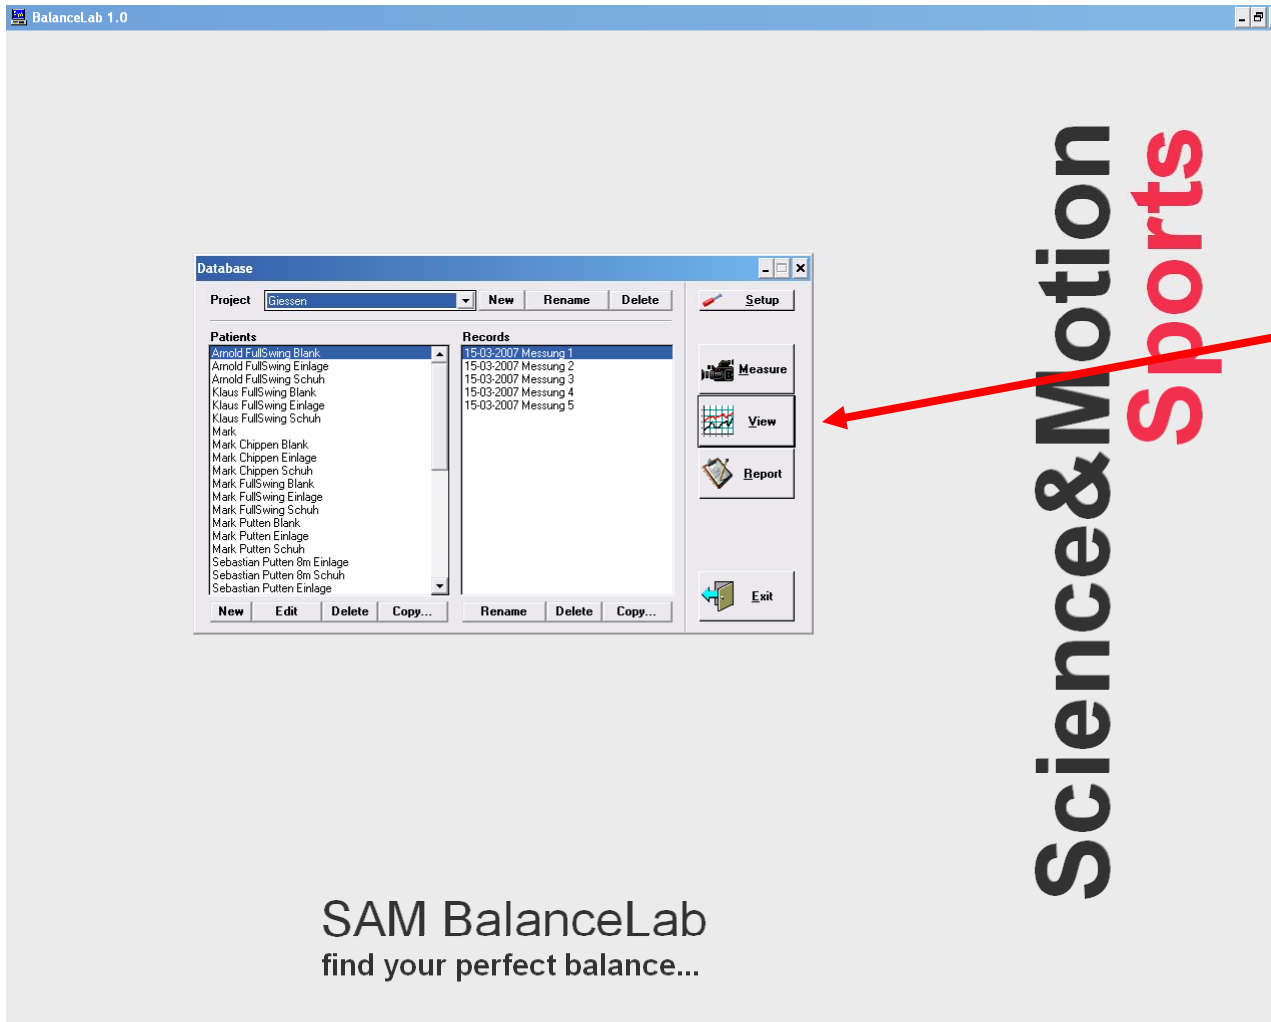 BalanceLab 1.0
Database
Project Giessen New Rename Delete Setup
Patients
Arnold FullSwing Blank
Arnold FullSwing Einlage
Arnold FullSwing Schuh
Klaus FullSwing Blank
Klaus FullSwing Einlage
Klaus FullSwing Schuh
Mark
Mark Chippen Blank
Mark Chippen Einlage
Mark Chippen Schuh
Mark FullSwing Blank
Mark FullSwing Einlage
Mark FullSwing Schuh
Mark Putten Blank
Mark Putten Einlage
Mark Putten Schuh
Sebastian Putten 8m Einlage
Sebastian Putten 8m Schuh
Sebastian Putten Einlage
New Edit Delete Copy...
Records
15-03-2007 Messung 1
15-03-2007 Messung 2
15-03-2007 Messung 3
15-03-2007 Messung 4
15-03-2007 Messung 5
Rename Delete Copy...
Measure
View
Report
Exit
Science&Motion
Sports
SAM BalanceLab
find your perfect balance...